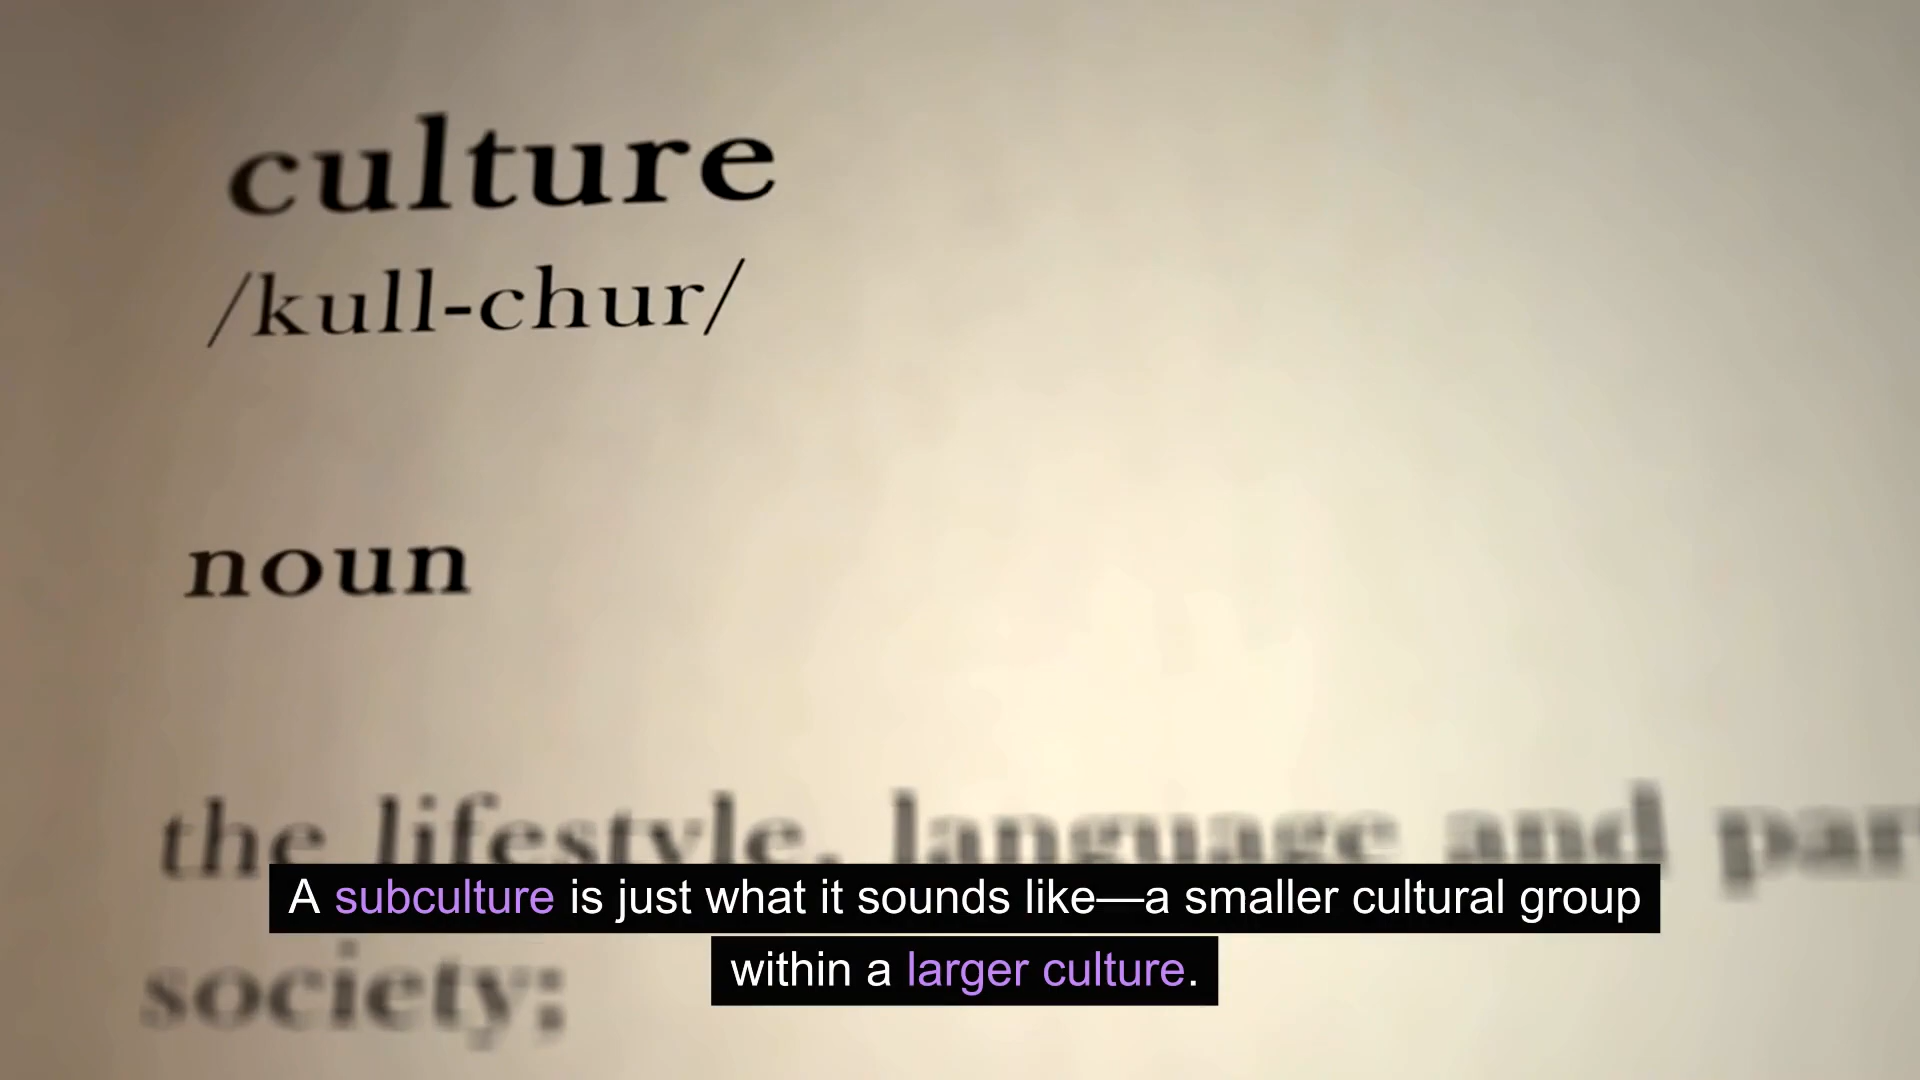 culture
/kull-chur/
noun
the lifestyle, language and
society;
A subculture is just what it sounds like—a smaller cultural group
within a larger culture.